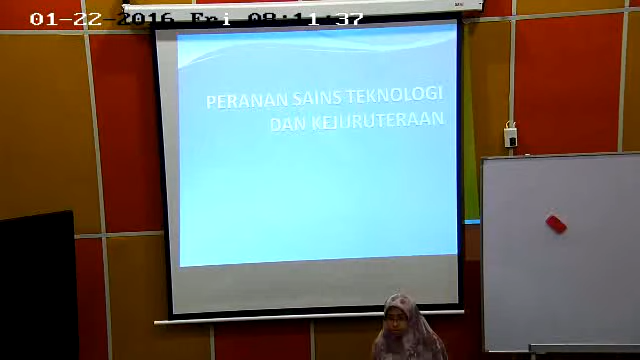 01-22-2016 Fri 08:11:37
PERANAN SAINS TEKNOLOGI
DAN KEJURUTERAAN